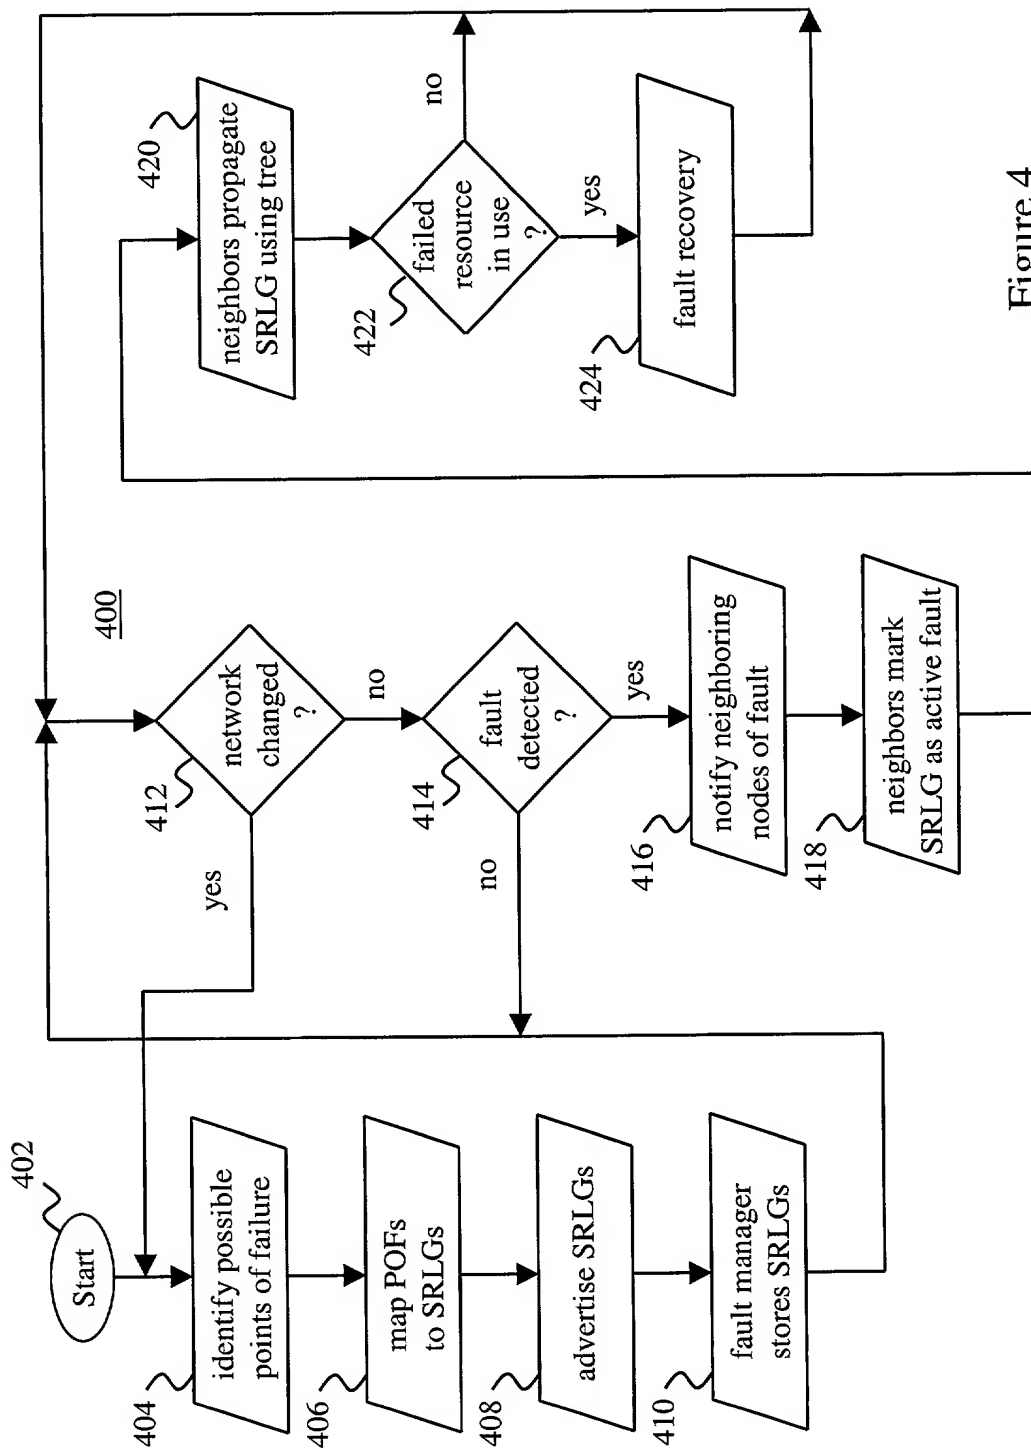 400
402
Start
404
identify possible
points of failure
406
map POFs
to SRLGs
408
advertise SRLGs
410
fault manager
stores SRLGs
412
network
changed
?
yes
no
414
fault
detected
?
no
yes
416
notify neighboring
nodes of fault
418
neighbors mark
SRLG as active fault
420
neighbors propagate
SRLG using tree
422
failed
resource
in use
?
no
yes
424
fault recovery
Figure 4